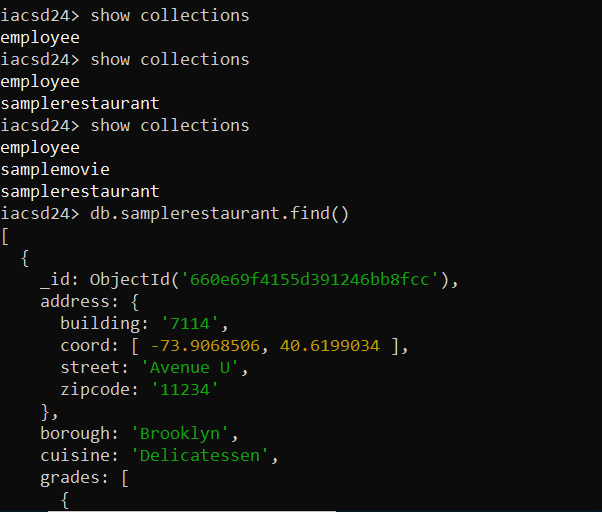 iacsd24> show collections
employee
iacsd24> show collections
employee
samplerestaurant
iacsd24> show collections
employee
samplemovie
samplerestaurant
iacsd24> db.samplerestaurant.find()
[
  {
    _id: ObjectId('660e69f4155d391246bb8fcc'),
    address: {
      building: '7114',
      coord: [ -73.9068506, 40.6199034 ],
      street: 'Avenue U',
      zipcode: '11234'
    },
    borough: 'Brooklyn',
    cuisine: 'Delicatessen',
    grades: [
      {